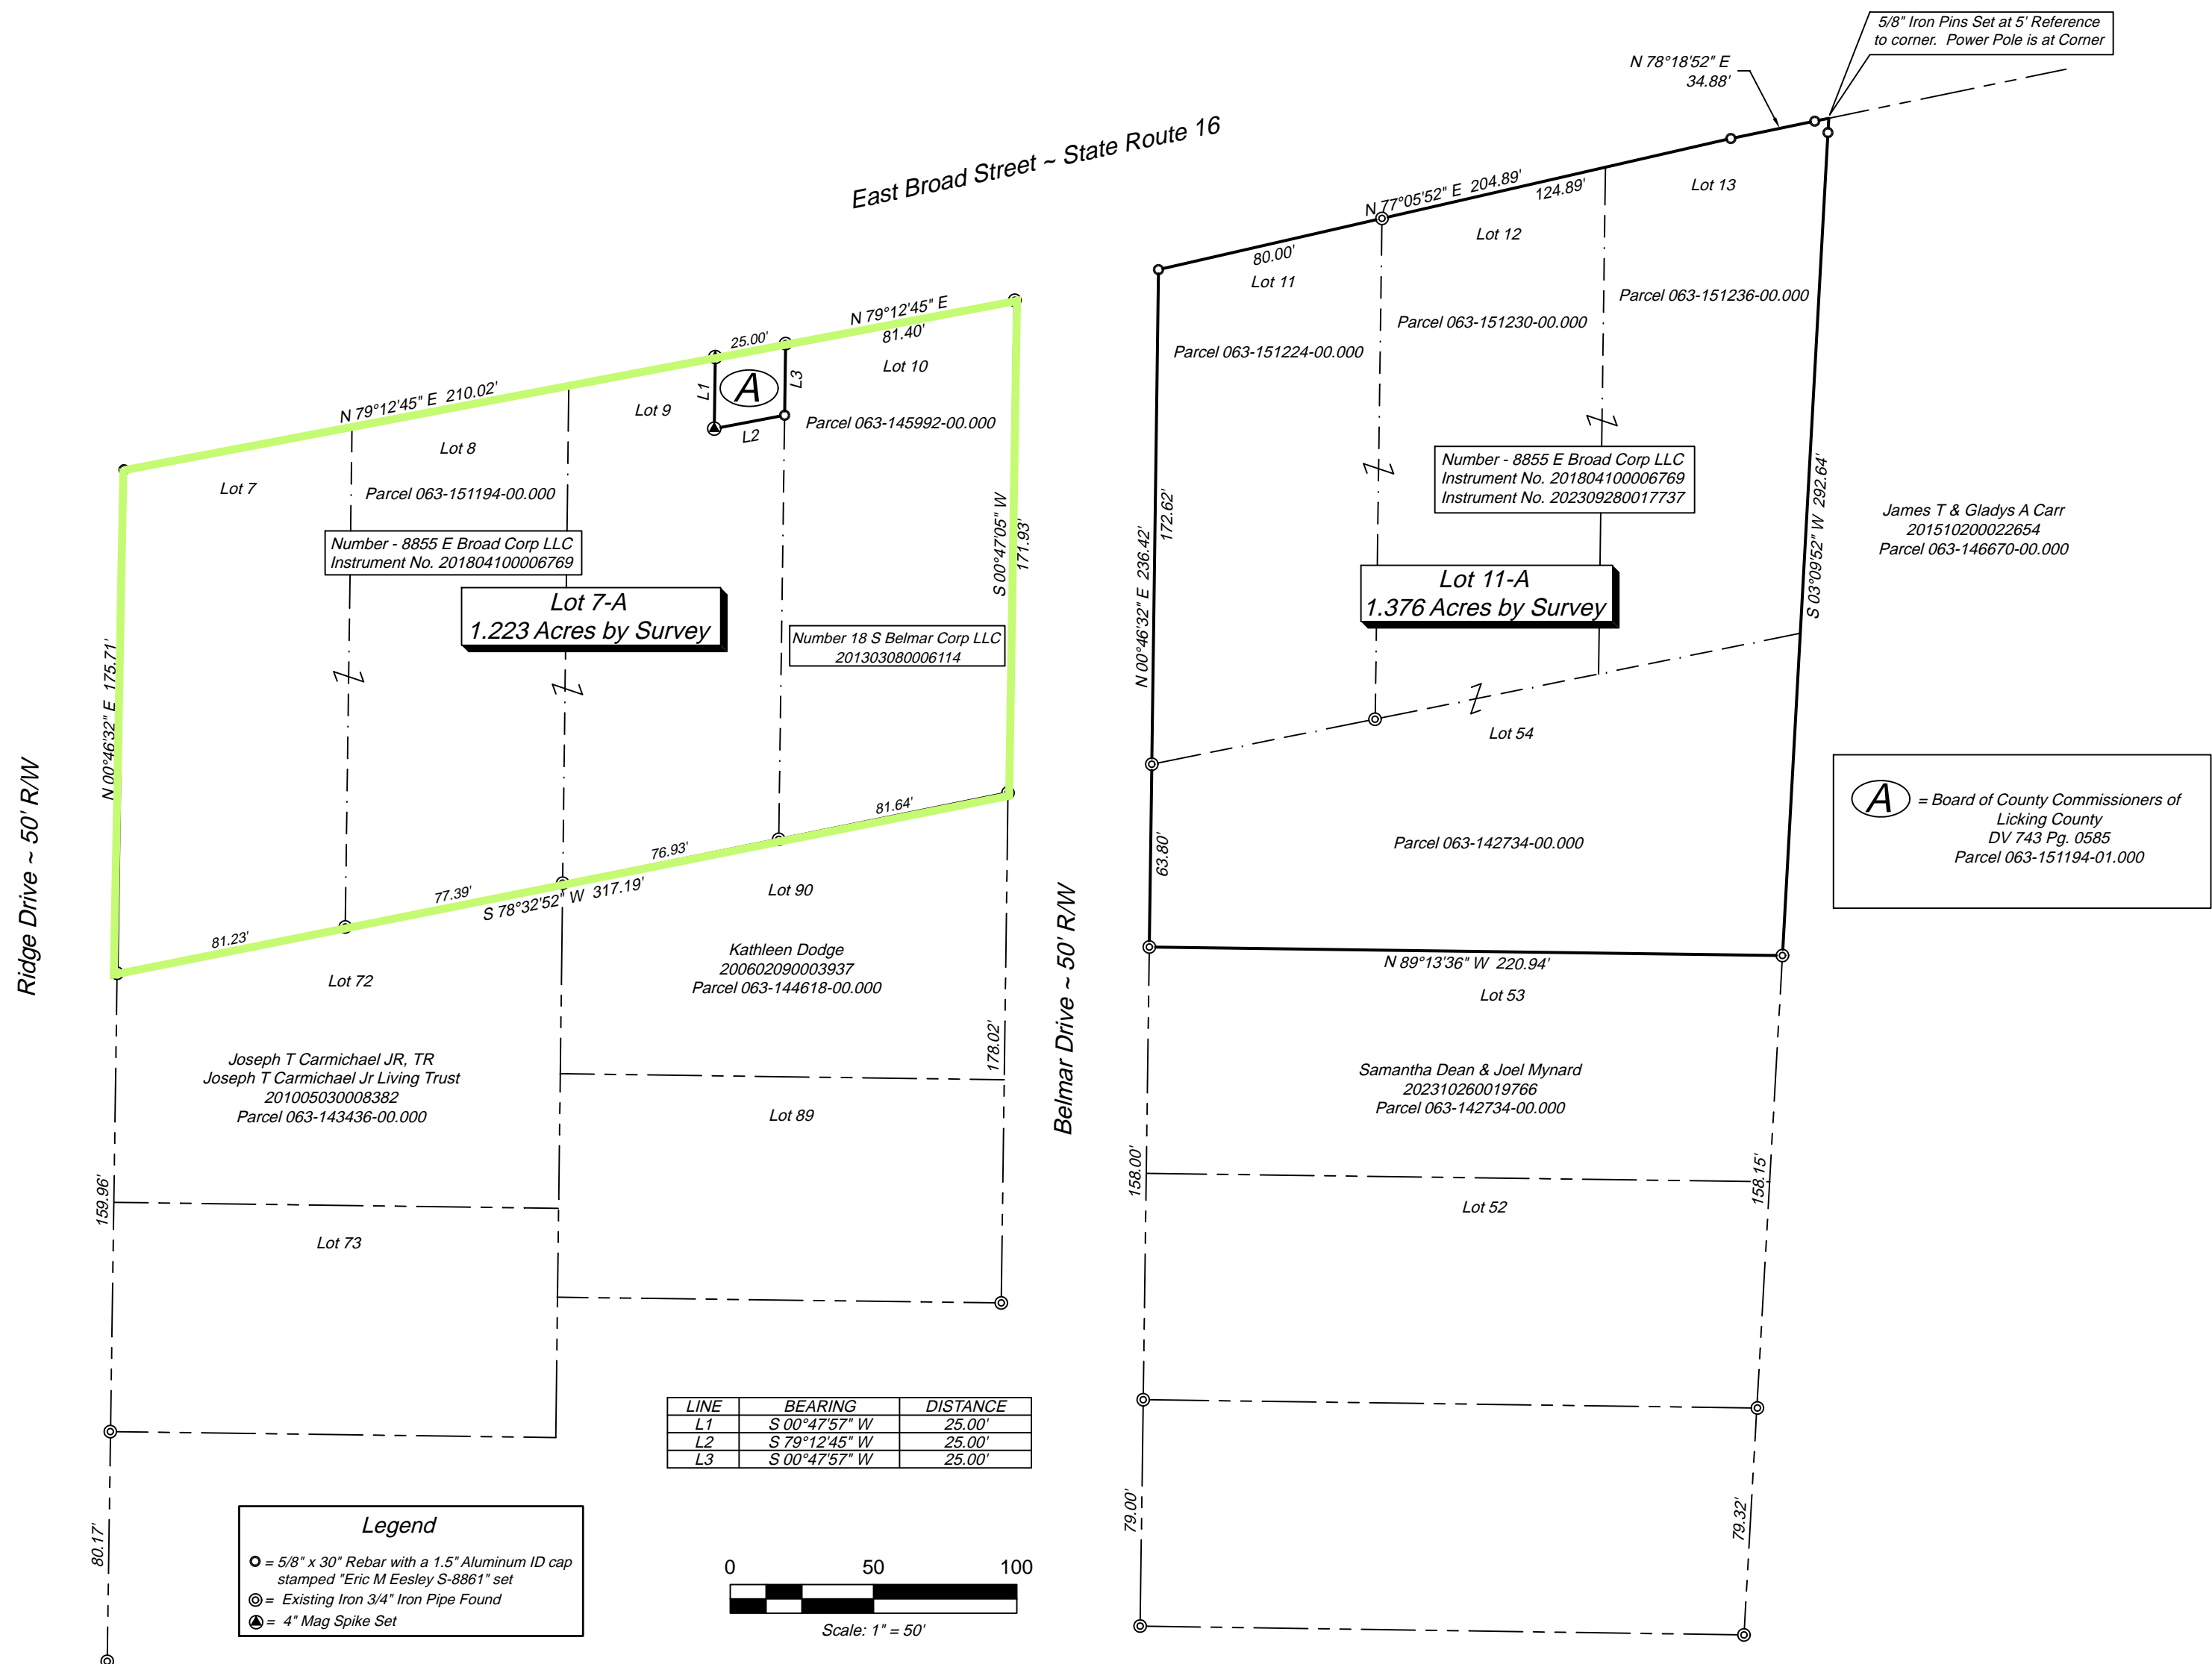 5/8" Iron Pins Set at 5' Reference
to corner. Power Pole is at Corner
N 78°18'52" E
34.88'
East Broad Street ~ State Route 16
N 77°05'52" E 204.89'
124.89'
80.00'
Lot 11
Lot 12
Lot 13
Parcel 063-151224-00.000
Parcel 063-151230-00.000
Parcel 063-151236-00.000
N 79°12'45" E 210.02'
25.00'
N 79°12'45" E
81.40'
L1
A
L3
L2
Lot 7
Lot 8
Lot 9
Lot 10
Parcel 063-151194-00.000
Parcel 063-145992-00.000
Number - 8855 E Broad Corp LLC
Instrument No. 201804100006769
Lot 7-A
1.223 Acres by Survey
Number 18 S Belmar Corp LLC
201303080006114
S 00°47'05" W
171.93'
N 00°46'32" E 175.71'
Ridge Drive ~ 50' R/W
81.23'
77.39'
76.93'
81.64'
S 78°32'52" W 317.19'
Number - 8855 E Broad Corp LLC
Instrument No. 201804100006769
Instrument No. 202309280017737
Lot 11-A
1.376 Acres by Survey
N 00°46'32" E 236.42'
172.62'
63.80'
S 03°09'52" W 292.64'
James T & Gladys A Carr
201510200022654
Parcel 063-146670-00.000
Lot 54
Parcel 063-142734-00.000
A = Board of County Commissioners of
Licking County
DV 743 Pg. 0585
Parcel 063-151194-01.000
N 89°13'36" W 220.94'
Lot 72
Joseph T Carmichael JR, TR
Joseph T Carmichael Jr Living Trust
201005030008382
Parcel 063-143436-00.000
Lot 73
159.96'
80.17'
Lot 90
Kathleen Dodge
200602090003937
Parcel 063-144618-00.000
178.02'
Lot 89
Belmar Drive ~ 50' R/W
Lot 53
Samantha Dean & Joel Mynard
202310260019766
Parcel 063-142734-00.000
158.00'
158.15'
Lot 52
79.00'
79.32'
LINE BEARING DISTANCE
L1 S 00°47'57" W 25.00'
L2 S 79°12'45" W 25.00'
L3 S 00°47'57" W 25.00'
Legend
= 5/8" x 30" Rebar with a 1.5" Aluminum ID cap
stamped "Eric M Eesley S-8861" set
= Existing Iron 3/4" Iron Pipe Found
= 4" Mag Spike Set
0 50 100
Scale: 1" = 50'